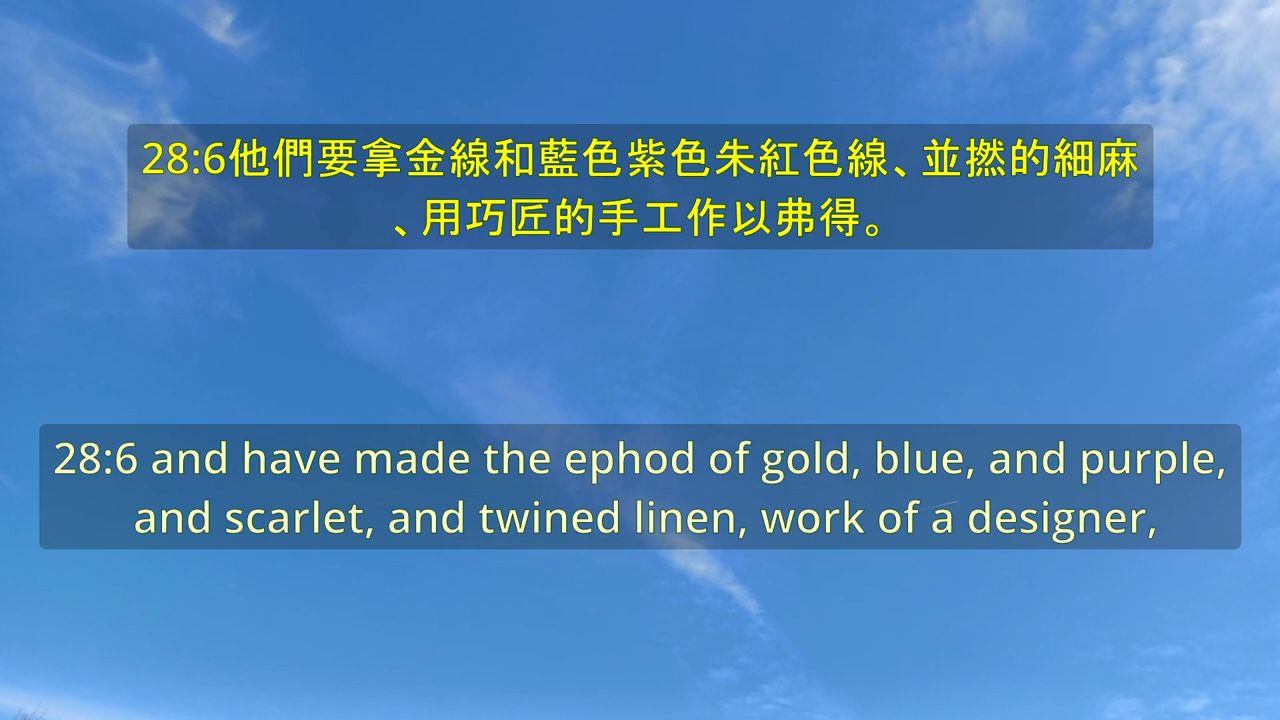 28:6他們要拿金線和藍色紫色朱紅色線、並撚的細麻
、用巧匠的手工作以弗得。
28:6 and have made the ephod of gold, blue, and purple,
and scarlet, and twined linen, work of a designer,